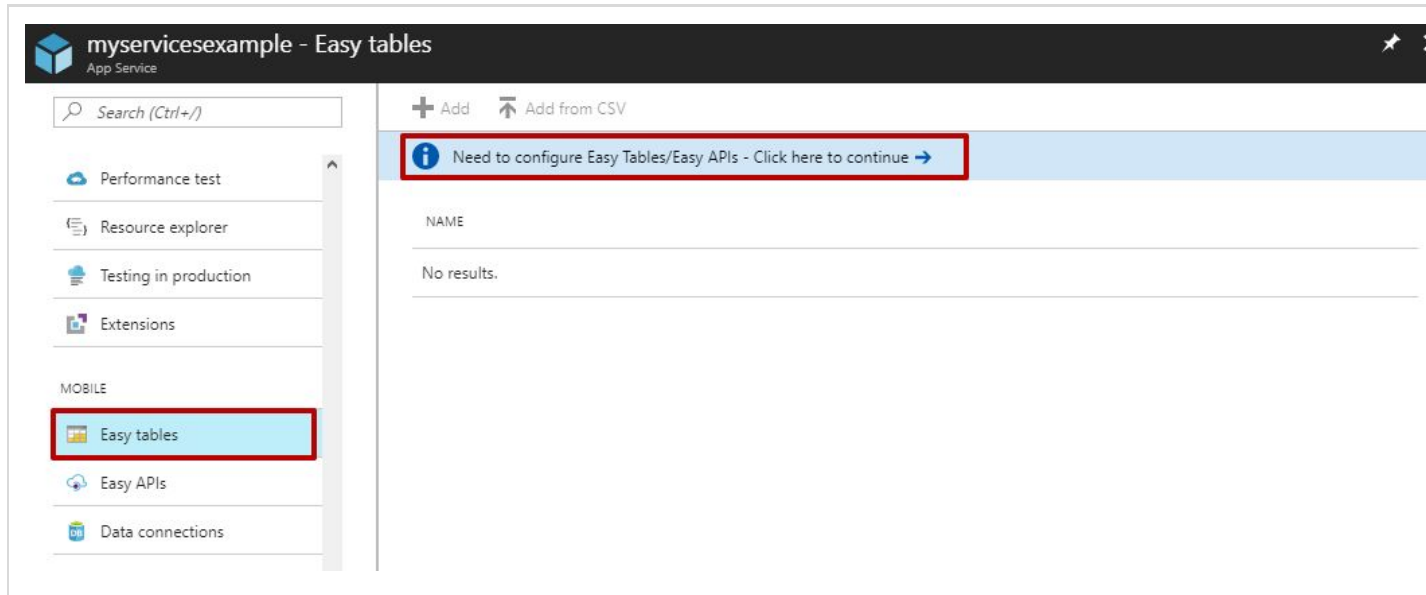 myservicesexample - Easy tables
App Service
Search (Ctrl+/)
Performance test
Resource explorer
Testing in production
Extensions
MOBILE
Easy tables
Easy APIs
Data connections
Add Add from CSV
Need to configure Easy Tables/Easy APIs - Click here to continue →
NAME
No results.